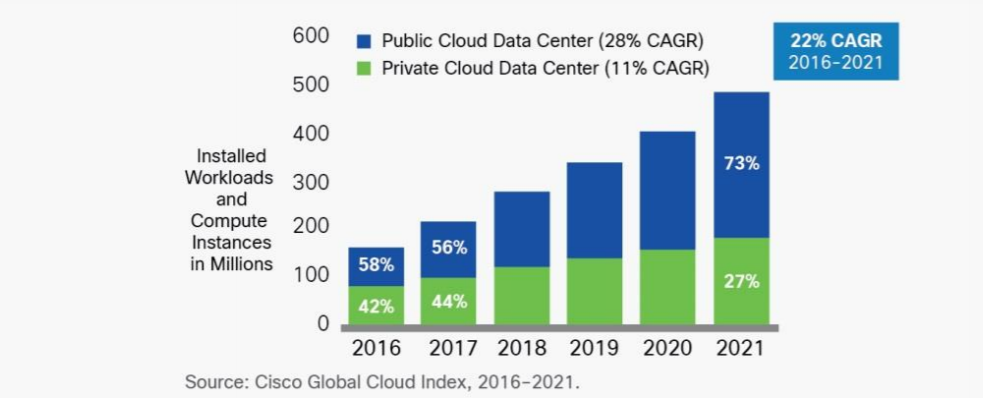 600
500
400
300
200
100
0
Installed
Workloads
and
Compute
Instances
in Millions
Public Cloud Data Center (28% CAGR)
Private Cloud Data Center (11% CAGR)
22% CAGR
2016-2021
58%
42%
56%
44%
73%
27%
2016 2017 2018 2019 2020 2021
Source: Cisco Global Cloud Index, 2016-2021.